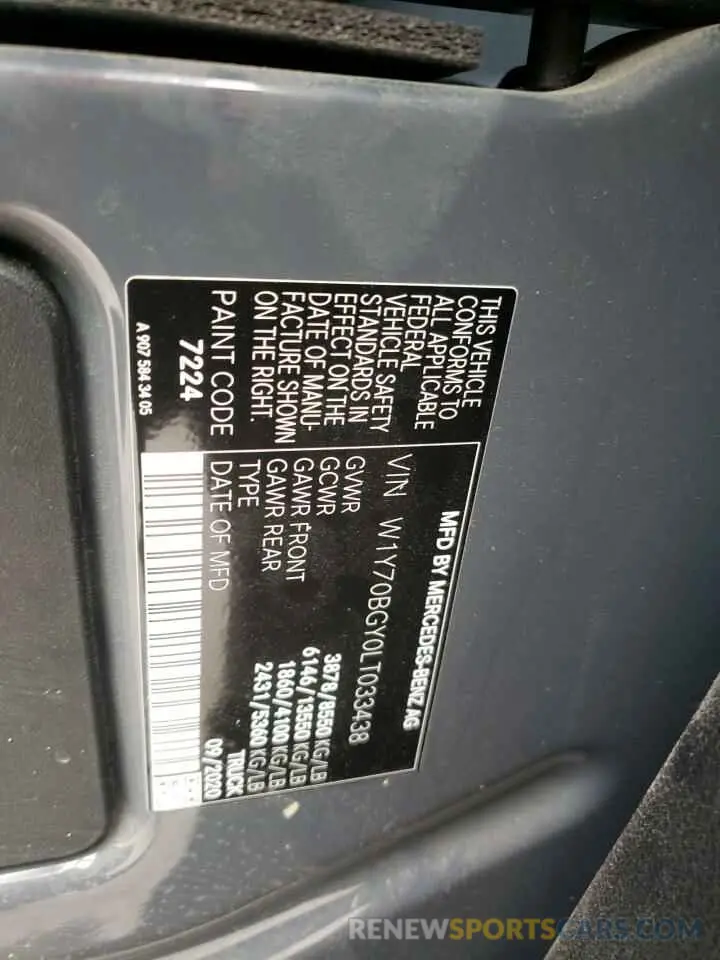 THIS VEHICLE
CONFORMS TO
ALL APPLICABLE
FEDERAL
VEHICLE SAFETY
STANDARDS IN
EFFECT ON THE
DATE OF MANU-
FACTURE SHOWN
ON THE RIGHT.
PAINT CODE
7224
A 907 584 34 05
MFD BY MERCEDES-BENZ AG
VIN W1Y70BGY0LT033438
GVWR 3878/8550 KG/LB
GCWR 6146/13550 KG/LB
GAWR FRONT 1860/4100 KG/LB
GAWR REAR 2431/5360 KG/LB
TYPE TRUCK
DATE OF MFD 09/2020
RENEWSPORTSCARS.COM